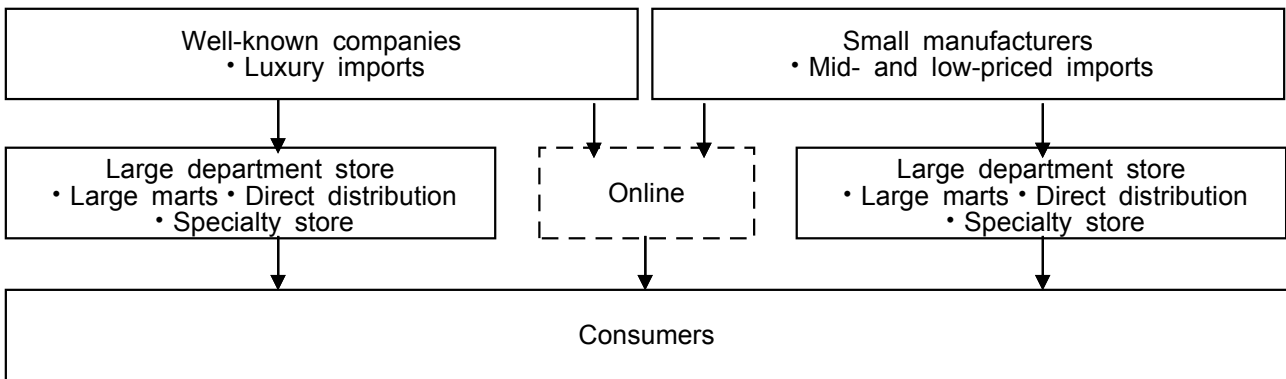 Well-known companies
・Luxury imports
Small manufacturers
・Mid- and low-priced imports
Large department store
・Large marts・Direct distribution
・Specialty store
Online
Large department store
・Large marts・Direct distribution
・Specialty store
Consumers